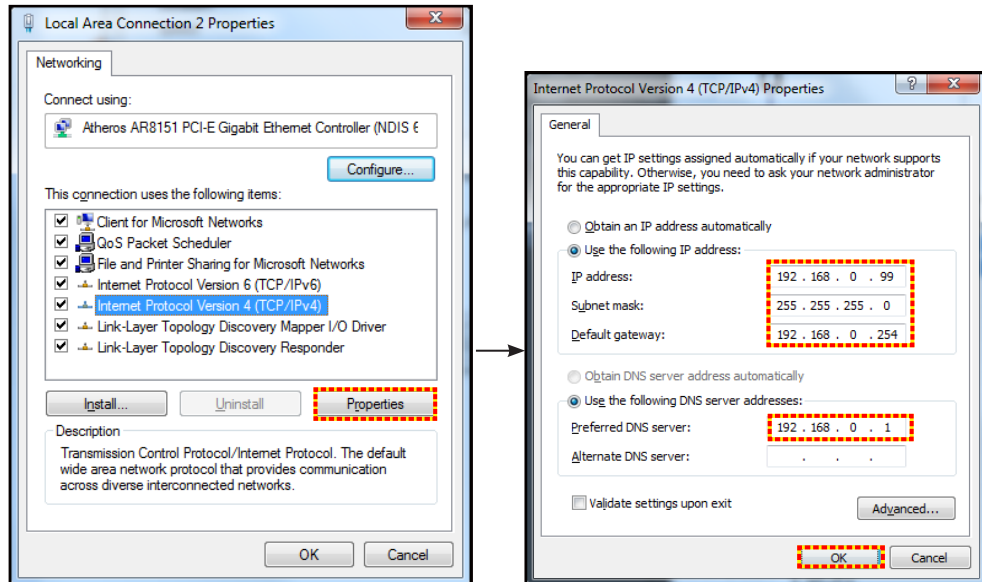 Local Area Connection 2 Properties
Networking
Connect using:
Atheros AR8151 PCI-E Gigabit Ethernet Controller (NDIS 6
Configure...
This connection uses the following items:
Client for Microsoft Networks
QoS Packet Scheduler
File and Printer Sharing for Microsoft Networks
Internet Protocol Version 6 (TCP/IPv6)
Internet Protocol Version 4 (TCP/IPv4)
Link-Layer Topology Discovery Mapper I/O Driver
Link-Layer Topology Discovery Responder
Install...
Uninstall
Properties
Description
Transmission Control Protocol/Internet Protocol. The default
wide area network protocol that provides communication
across diverse interconnected networks.
OK
Cancel
Internet Protocol Version 4 (TCP/IPv4) Properties
General
You can get IP settings assigned automatically if your network supports
this capability. Otherwise, you need to ask your network administrator
for the appropriate IP settings.
Obtain an IP address automatically
Use the following IP address:
IP address: 192 . 168 . 0 . 99
Subnet mask: 255 . 255 . 255 . 0
Default gateway: 192 . 168 . 0 . 254
Obtain DNS server address automatically
Use the following DNS server addresses:
Preferred DNS server: 192 . 168 . 0 . 1
Alternate DNS server: . . .
Validate settings upon exit
Advanced...
OK
Cancel